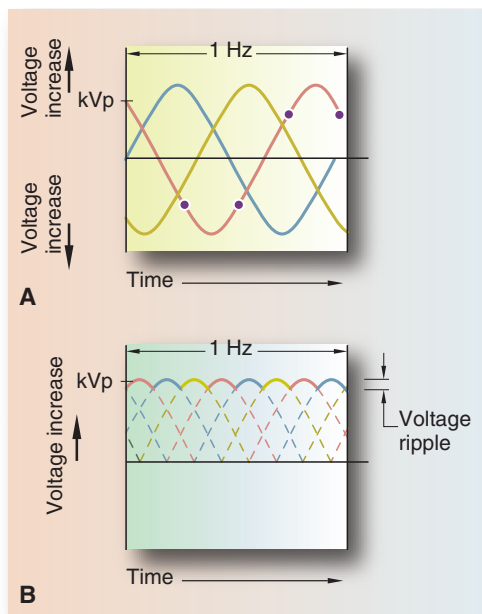 1 Hz
Voltage
increase
kVp
Voltage
increase
Time
A
1 Hz
kVp
Voltage increase
Voltage
ripple
Time
B